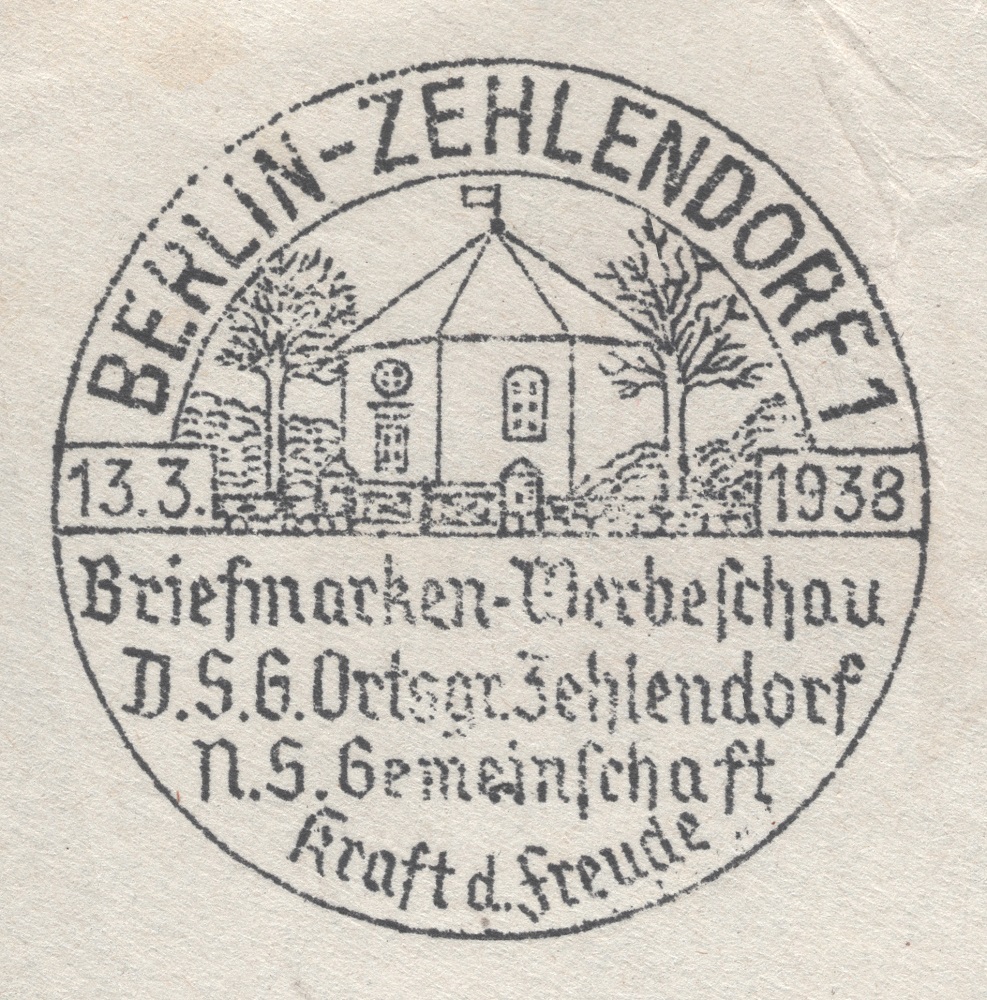 BERLIN-ZEHLENDORF 1
13.3. 1938
Briefmarken-Werbeſchau
D.S.G. Ortsgr. Zehlendorf
N.S. Gemeinſchaft
Kraft d. Freude